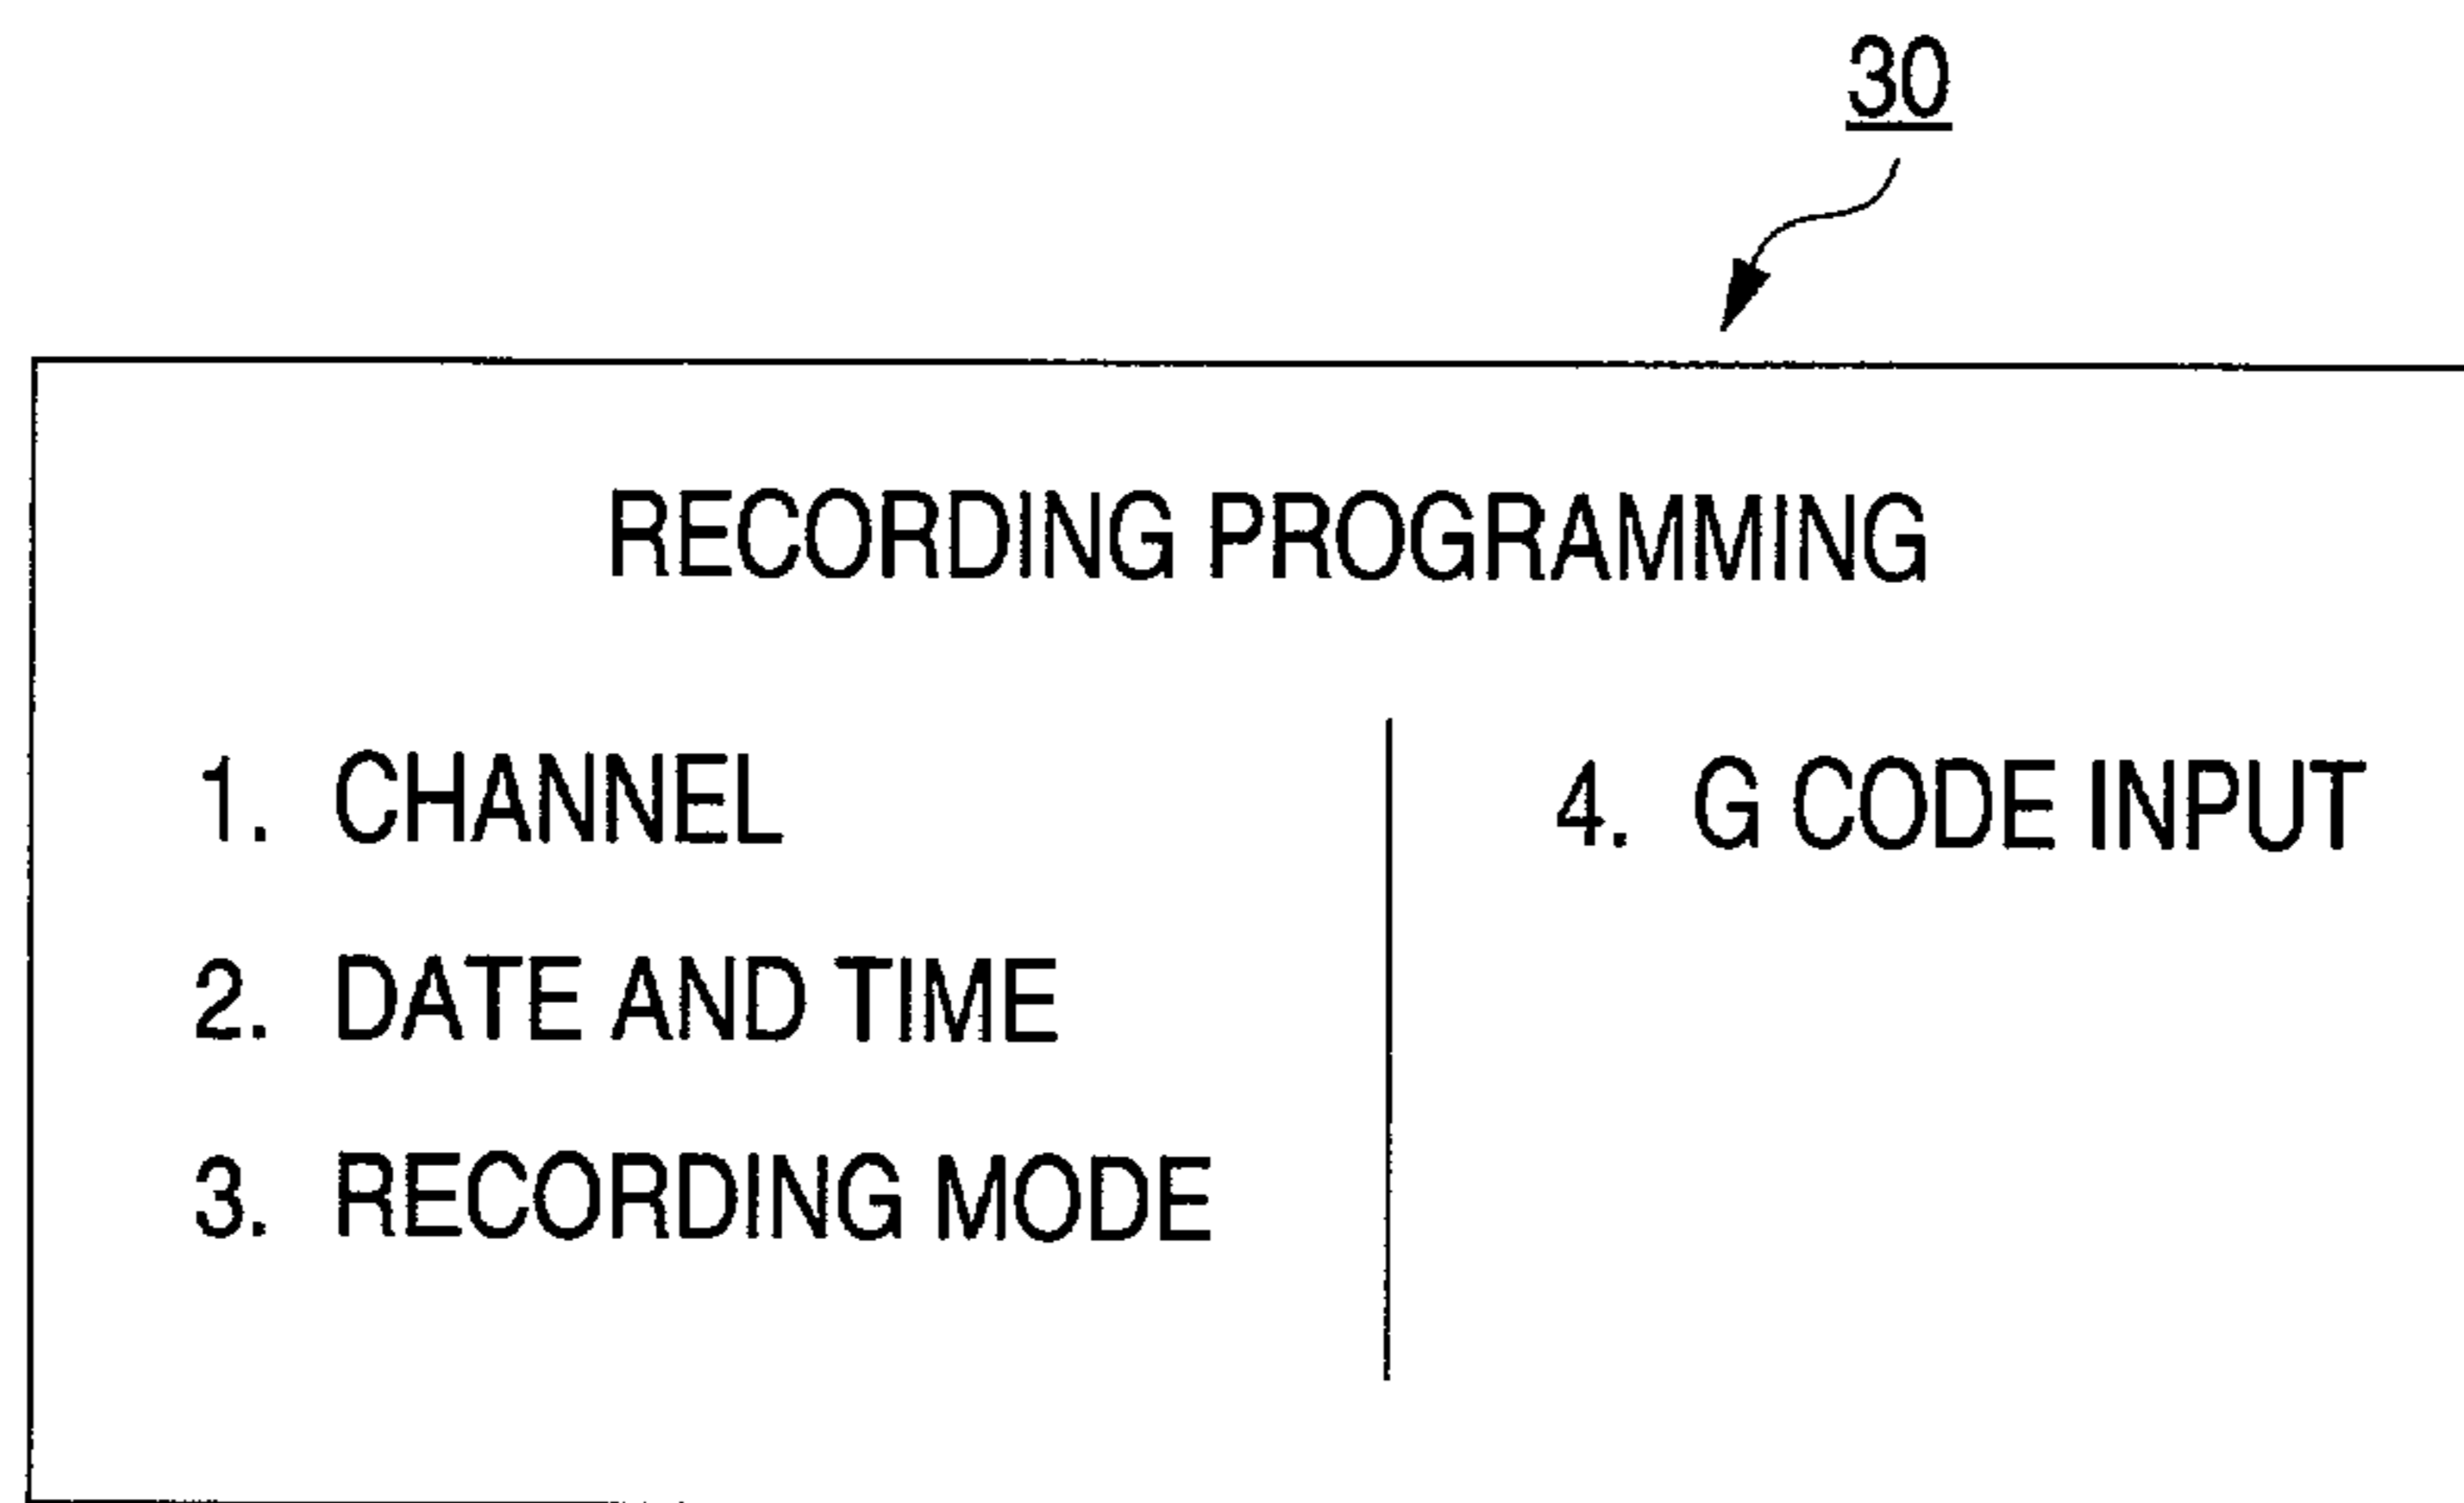 30
RECORDING PROGRAMMING
1. CHANNEL
2. DATE AND TIME
3. RECORDING MODE
4. G CODE INPUT